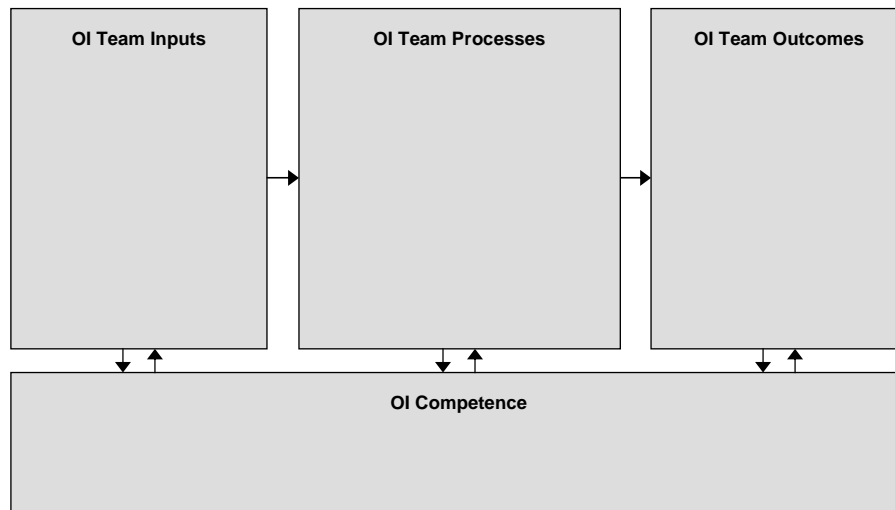 OI Team Inputs
OI Team Processes
OI Team Outcomes
OI Competence